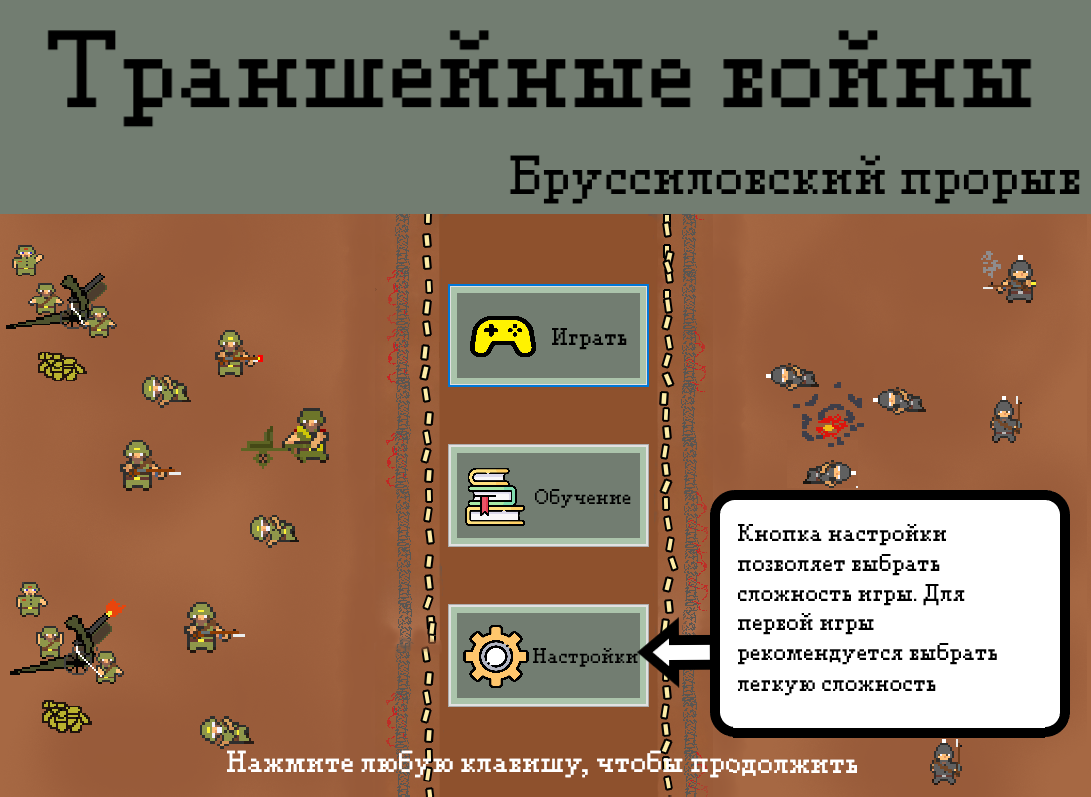 Траншейные войны
Бруссиловский прорыв
Играть
Обучение
Настройки
Кнопка настройки
позволяет выбрать
сложность игры. Для
первой игры
рекомендуется выбрать
легкую сложность
Нажмите любую клавишу, чтобы продолжить